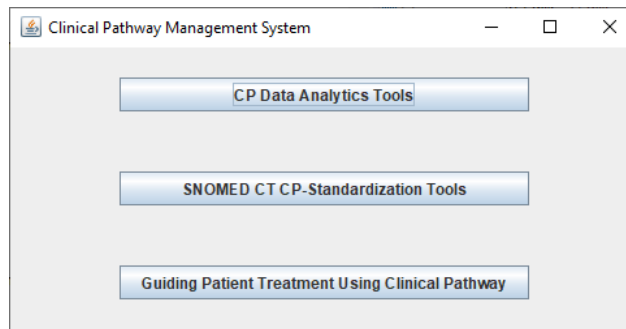 Clinical Pathway Management System
CP Data Analytics Tools
SNOMED CT CP-Standardization Tools
Guiding Patient Treatment Using Clinical Pathway